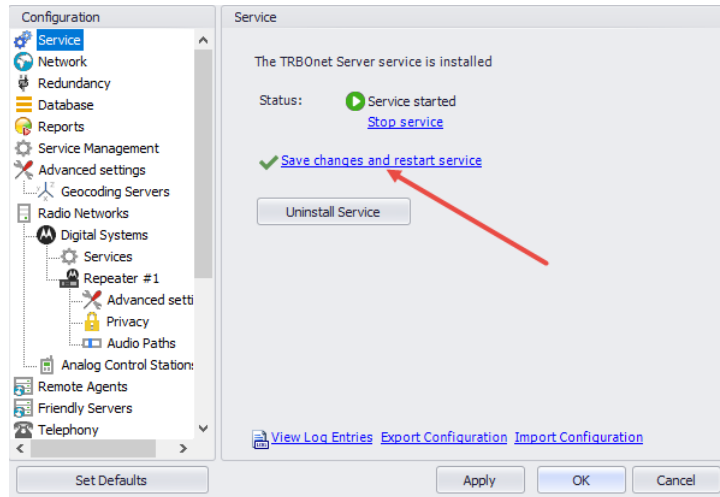 Configuration
Service
Network
Redundancy
Database
Reports
Service Management
Advanced settings
Geocoding Servers
Radio Networks
Digital Systems
Services
Repeater #1
Advanced setti
Privacy
Audio Paths
Analog Control Stations
Remote Agents
Friendly Servers
Telephony
Set Defaults
Service
The TRBOnet Server service is installed
Status: Service started
Stop service
Save changes and restart service
Uninstall Service
View Log Entries Export Configuration Import Configuration
Apply OK Cancel